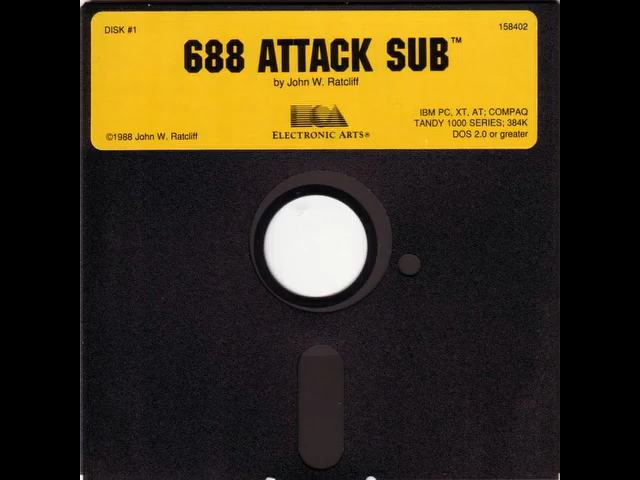 DISK #1
158402
688 ATTACK SUB™
by John W. Ratcliff
IBM PC, XT, AT; COMPAQ
TANDY 1000 SERIES; 384K
DOS 2.0 or greater
ELECTRONIC ARTS®
©1988 John W. Ratcliff